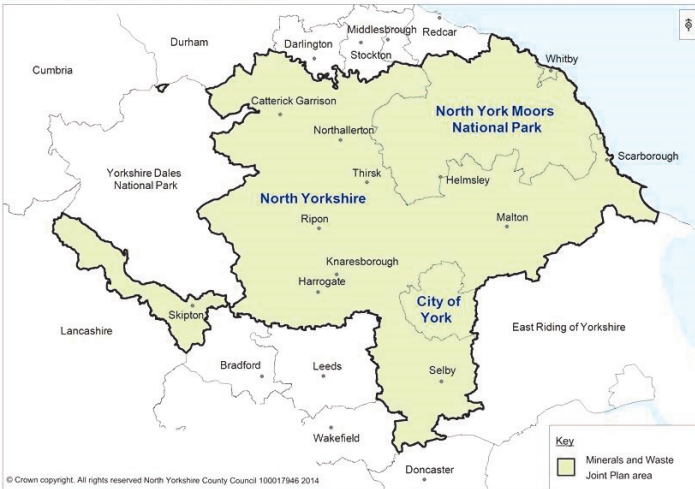 Middlesbrough
Redcar
Durham
Darlington
Stockton
Cumbria
Whitby
Catterick Garrison
North York Moors
National Park
Northallerton
Scarborough
Yorkshire Dales
National Park
Thirsk
Helmsley
North Yorkshire
Ripon
Malton
Knaresborough
Harrogate
City of
York
Skipton
Lancashire
East Riding of Yorkshire
Bradford
Leeds
Selby
Wakefield
Key
Minerals and Waste
Joint Plan area
Doncaster
© Crown copyright. All rights reserved North Yorkshire County Council 100017946 2014